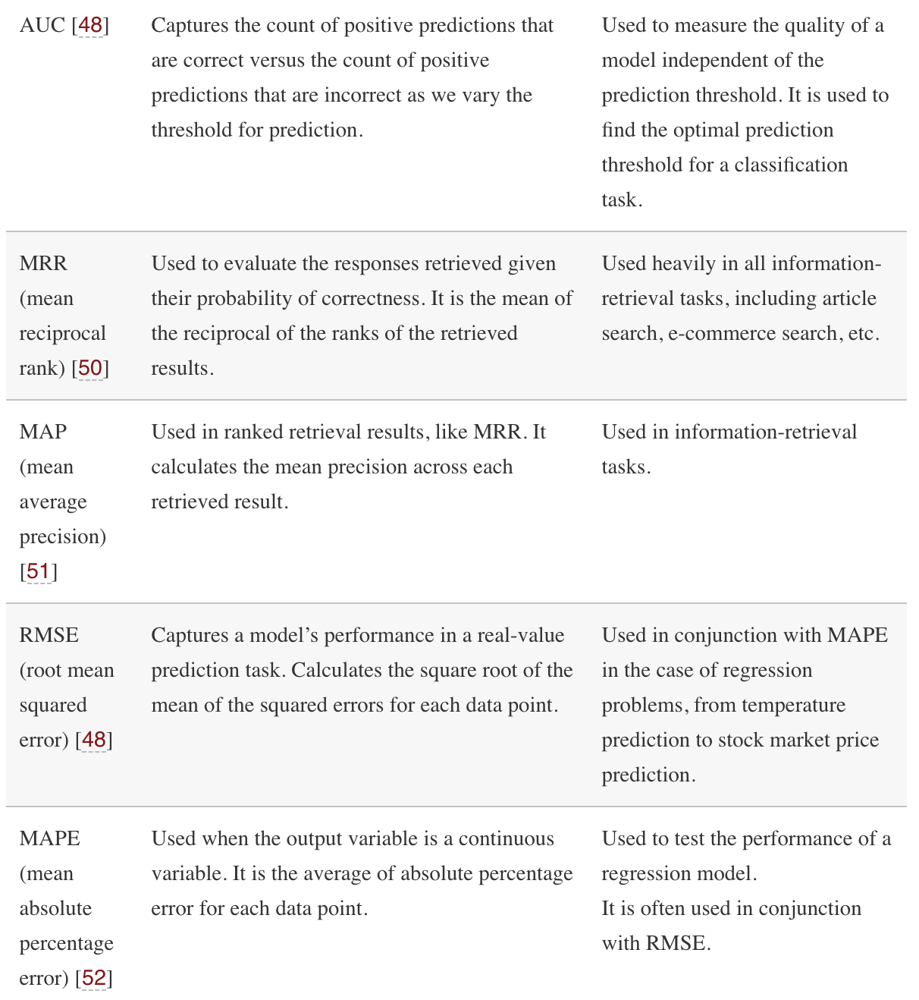 AUC [48]
Captures the count of positive predictions that
are correct versus the count of positive
predictions that are incorrect as we vary the
threshold for prediction.
Used to measure the quality of a
model independent of the
prediction threshold. It is used to
find the optimal prediction
threshold for a classification
task.
MRR
(mean
reciprocal
rank) [50]
Used to evaluate the responses retrieved given
their probability of correctness. It is the mean of
the reciprocal of the ranks of the retrieved
results.
Used heavily in all information-
retrieval tasks, including article
search, e-commerce search, etc.
MAP
(mean
average
precision)
[51]
Used in ranked retrieval results, like MRR. It
calculates the mean precision across each
retrieved result.
Used in information-retrieval
tasks.
RMSE
(root mean
squared
error) [48]
Captures a model’s performance in a real-value
prediction task. Calculates the square root of the
mean of the squared errors for each data point.
Used in conjunction with MAPE
in the case of regression
problems, from temperature
prediction to stock market price
prediction.
MAPE
(mean
absolute
percentage
error) [52]
Used when the output variable is a continuous
variable. It is the average of absolute percentage
error for each data point.
Used to test the performance of a
regression model.
It is often used in conjunction
with RMSE.